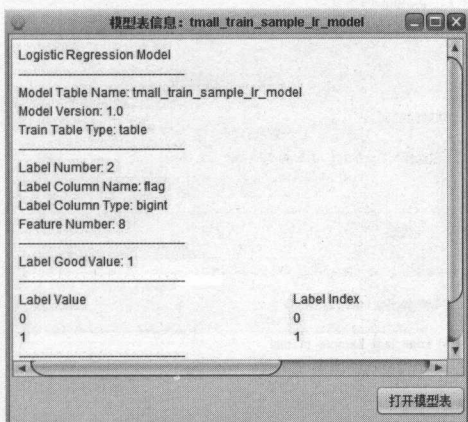 模型表信息：tmall_train_sample_lr_model
Logistic Regression Model
Model Table Name: tmall_train_sample_lr_model
Model Version: 1.0
Train Table Type: table
Label Number: 2
Label Column Name: flag
Label Column Type: bigint
Feature Number: 8
Label Good Value: 1
Label Value Label Index
0 0
1 1
打开模型表